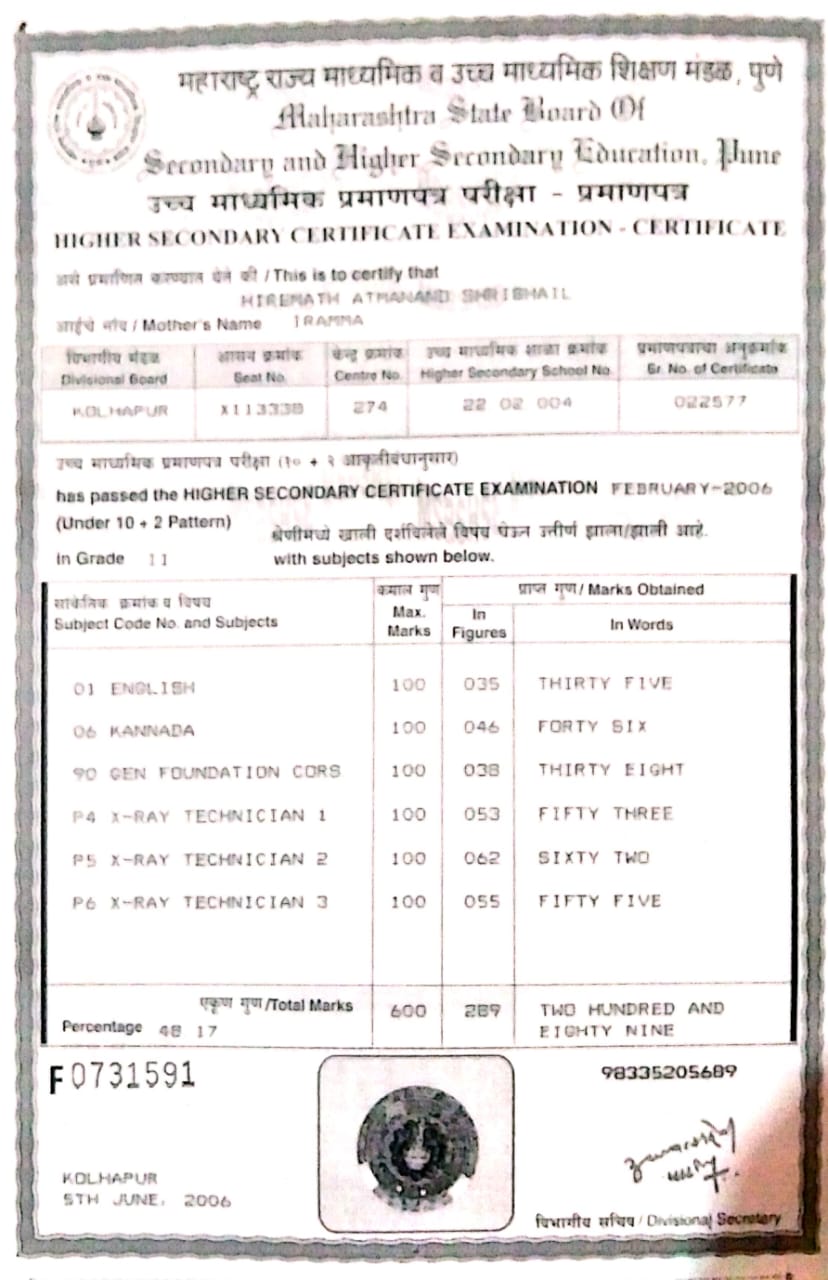 महाराष्ट्र राज्य माध्यमिक व उच्च माध्यमिक शिक्षण मंडळ, पुणे
Maharashtra State Board Of
Secondary and Higher Secondary Education, Pune
उच्च माध्यमिक प्रमाणपत्र परीक्षा - प्रमाणपत्र
HIGHER SECONDARY CERTIFICATE EXAMINATION - CERTIFICATE
असे प्रमाणित करण्यात येते की / This is to certify that
HIREMATH ATMANAND SHRISHAIL
आईचे नांव / Mother's Name IRAMMA
विभागीय मंडळ आसन क्रमांक केन्द्र क्रमांक उच्च माध्यमिक शाळा क्रमांक प्रमाणपत्राचा अनुक्रमांक
Divisional Board Seat No. Centre No. Higher Secondary School No. Sr. No. of Certificate
KOLHAPUR X113338 274 22 02 004 022577
उच्च माध्यमिक प्रमाणपत्र परीक्षा (१० + २ आकृतीबंधानुसार)
has passed the HIGHER SECONDARY CERTIFICATE EXAMINATION FEBRUARY-2006
(Under 10 + 2 Pattern) श्रेणीमध्ये खाली दर्शविलेले विषय घेऊन उत्तीर्ण झाला/झाली आहे.
in Grade 11 with subjects shown below.
सांकेतिक क्रमांक व विषय कमाल गुण प्राप्त गुण / Marks Obtained
Subject Code No. and Subjects Max. Marks In Figures In Words
01 ENGLISH 100 035 THIRTY FIVE
06 KANNADA 100 046 FORTY SIX
90 GEN FOUNDATION CORS 100 038 THIRTY EIGHT
P4 X-RAY TECHNICIAN 1 100 053 FIFTY THREE
P5 X-RAY TECHNICIAN 2 100 062 SIXTY TWO
P6 X-RAY TECHNICIAN 3 100 055 FIFTY FIVE
एकूण गुण/Total Marks 600 289 TWO HUNDRED AND
Percentage 48 17 EIGHTY NINE
F0731591 98335205689
KOLHAPUR
5TH JUNE, 2006
विभागीय सचिव / Divisional Secretary